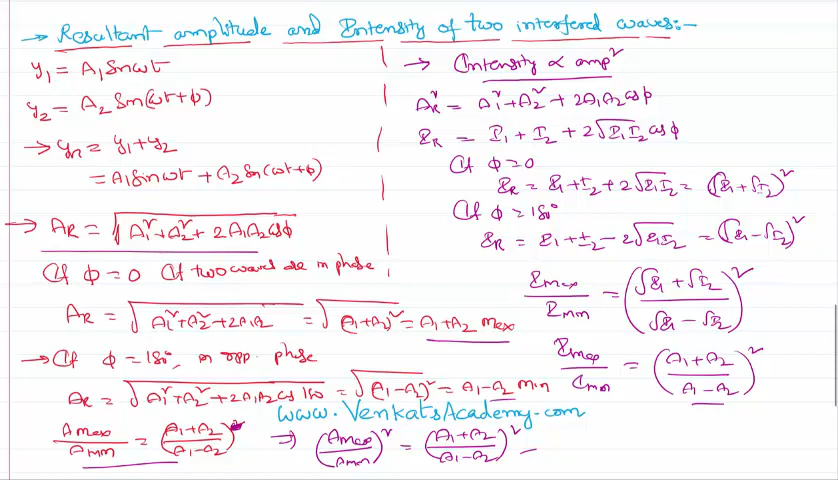 → Resultant amplitude and Intensity of two interfered waves:-
y₁ = A₁ Sinωt
y₂ = A₂ Sin(ωt+ϕ)
→ yR = y₁ + y₂
= A₁ sinωt + A₂ Sin(ωt+ϕ)
→ AR = √(A₁² + A₂² + 2A₁A₂ cosϕ)
If ϕ = 0 If two waves are in phase
AR = √(A₁² + A₂² + 2A₁A₂) = √(A₁+A₂)² = A₁+A₂ max
→ If ϕ = 180°, in opp. phase
AR = √(A₁² + A₂² + 2A₁A₂ cos 180) = √(A₁-A₂)² = A₁-A₂ min
Amax/Amin = (A₁+A₂/A₁-A₂) ⇒ (Amax/Amin)² = (A₁+A₂/A₁-A₂)²
→ Intensity ∝ amp²
AR² = A₁² + A₂² + 2A₁A₂ cosϕ
IR = I₁ + I₂ + 2√I₁I₂ cosϕ
If ϕ = 0
IR = I₁ + I₂ + 2√I₁I₂ = (√I₁ + √I₂)²
If ϕ = 180°
IR = I₁ + I₂ - 2√I₁I₂ = (√I₁ - √I₂)²
Imax/Imin = (√I₁ + √I₂/√I₁ - √I₂)²
Imax/Imin = (A₁+A₂/A₁-A₂)²
www.VenkatsAcademy.com